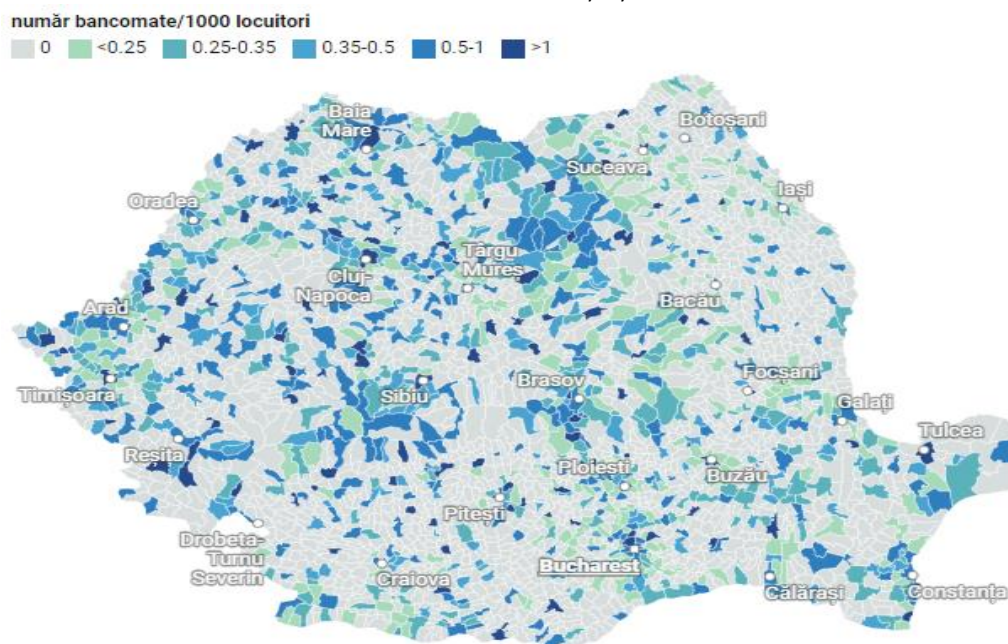 număr bancomate/1000 locuitori
0 <0.25 0.25-0.35 0.35-0.5 0.5-1 >1
Baia
Mare
Botoșani
Suceava
Iași
Oradea
Târgu
Mureș
Cluj-
Napoca
Bacău
Arad
Timișoara
Sibiu
Brașov
Focșani
Galați
Tulcea
Reșița
Ploiești
Buzău
Pitești
Drobeta-
Turnu
Severin
Bucharest
Craiova
Călărași
Constanța